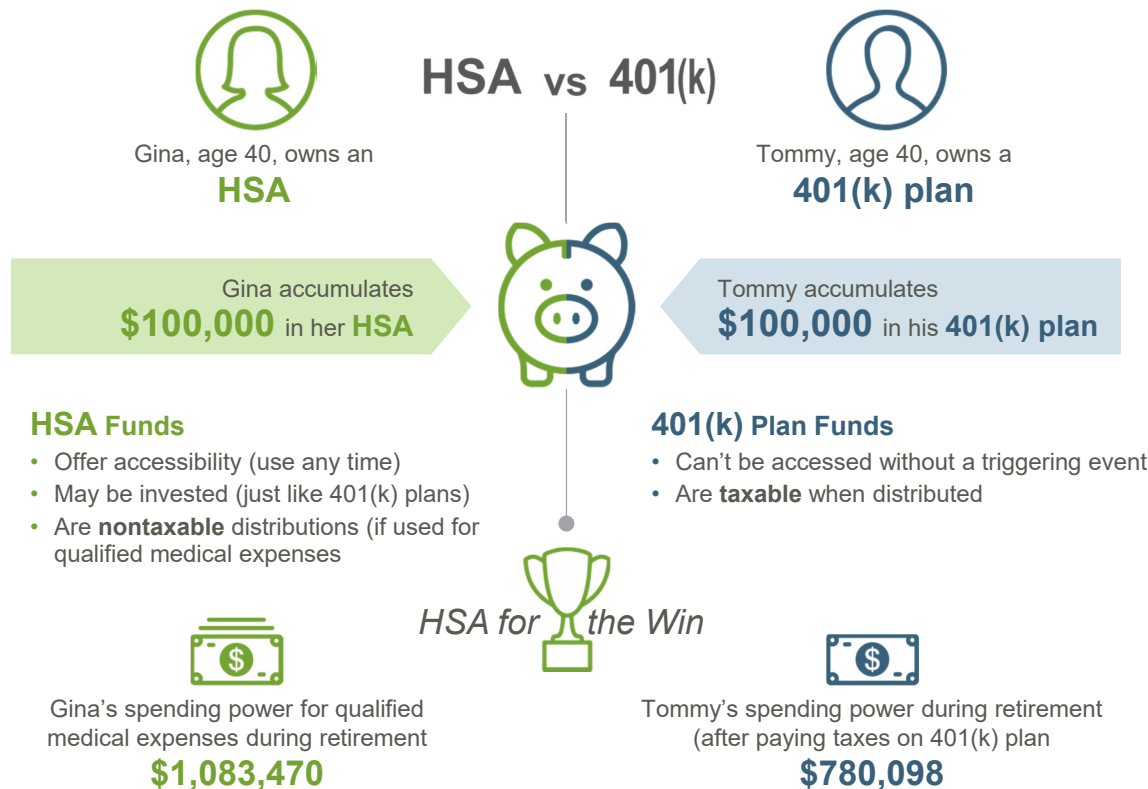 HSA vs 401(k)
Gina, age 40, owns an
HSA
Tommy, age 40, owns a
401(k) plan
Gina accumulates
$100,000 in her HSA
Tommy accumulates
$100,000 in his 401(k) plan
HSA Funds
• Offer accessibility (use any time)
• May be invested (just like 401(k) plans)
• Are nontaxable distributions (if used for
qualified medical expenses
401(k) Plan Funds
• Can’t be accessed without a triggering event
• Are taxable when distributed
HSA for the Win
$
Gina’s spending power for qualified
medical expenses during retirement
$1,083,470
$
Tommy’s spending power during retirement
(after paying taxes on 401(k) plan
$780,098